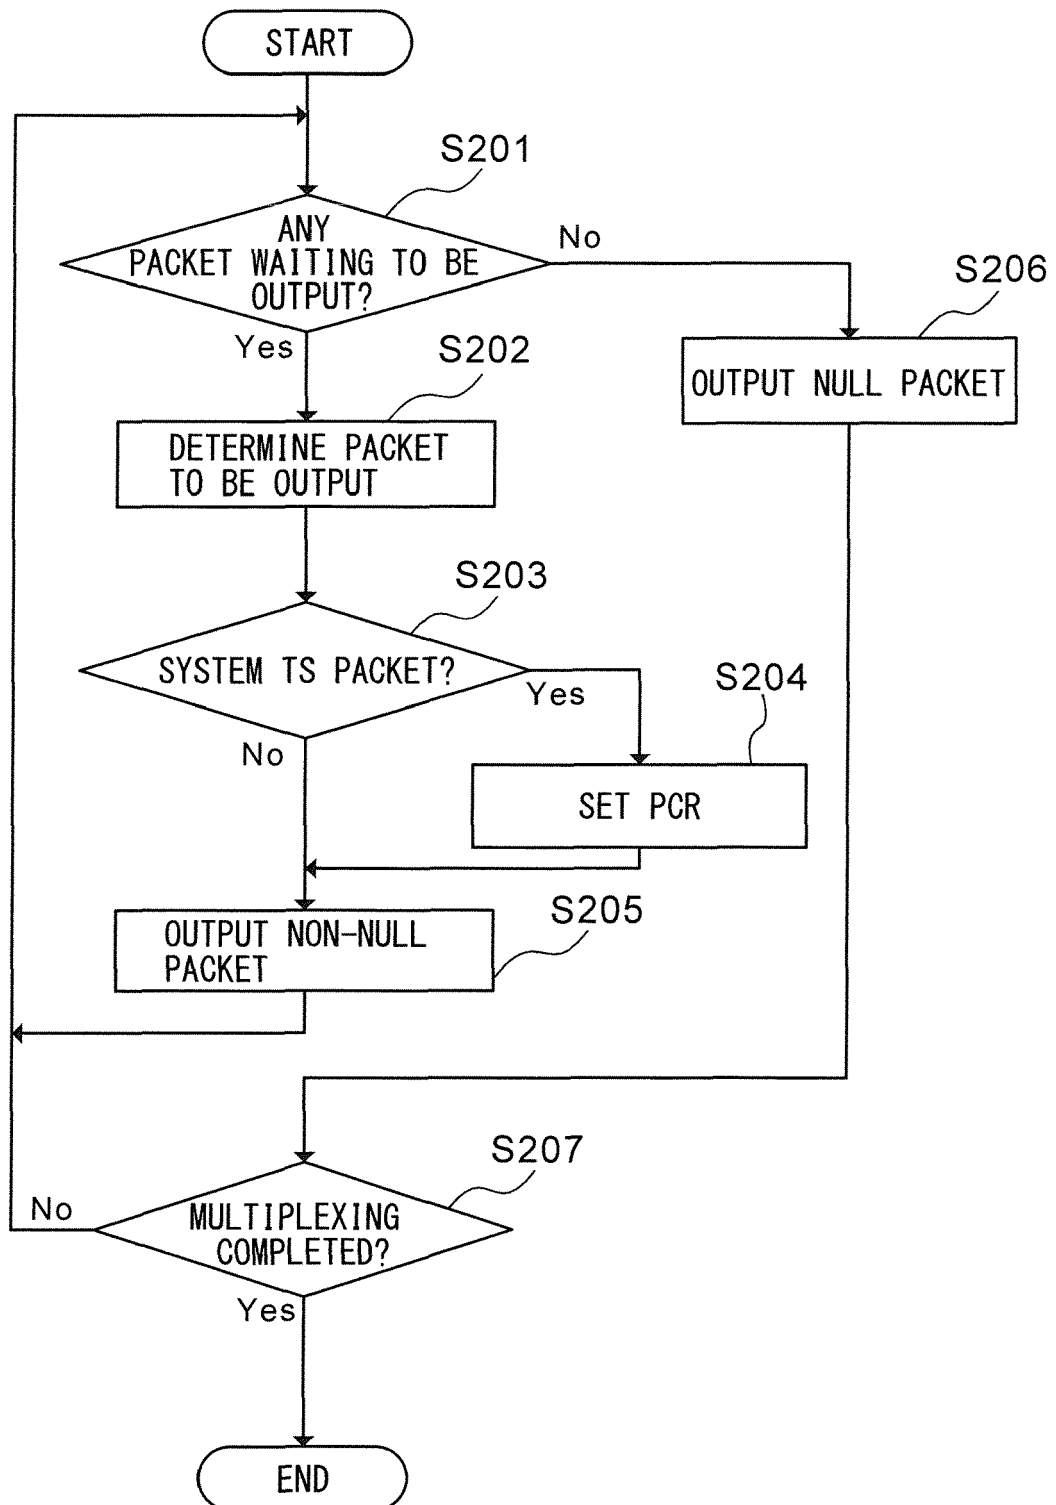 START
S201
ANY
PACKET WAITING TO BE
OUTPUT?
No
Yes
S206
OUTPUT NULL PACKET
S202
DETERMINE PACKET
TO BE OUTPUT
S203
SYSTEM TS PACKET?
Yes
No
S204
SET PCR
S205
OUTPUT NON-NULL
PACKET
S207
MULTIPLEXING
COMPLETED?
No
Yes
END